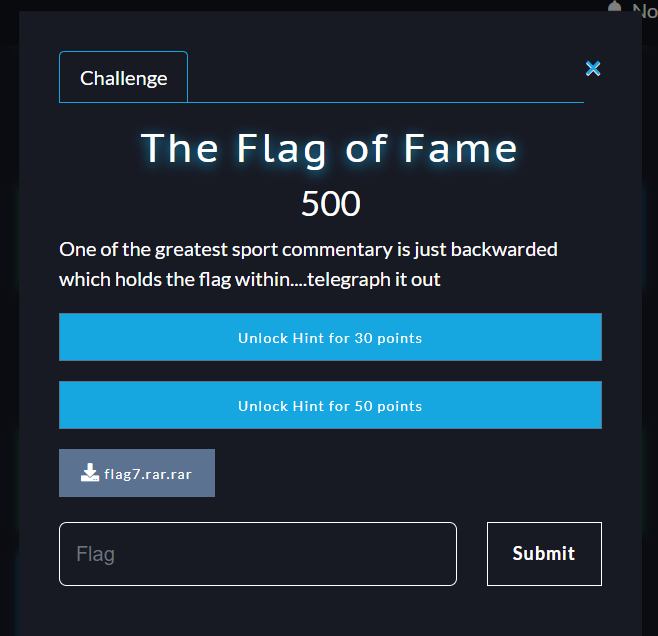 No
Challenge
×
The Flag of Fame
500
One of the greatest sport commentary is just backwarded
which holds the flag within....telegraph it out
Unlock Hint for 30 points
Unlock Hint for 50 points
flag7.rar.rar
Flag
Submit